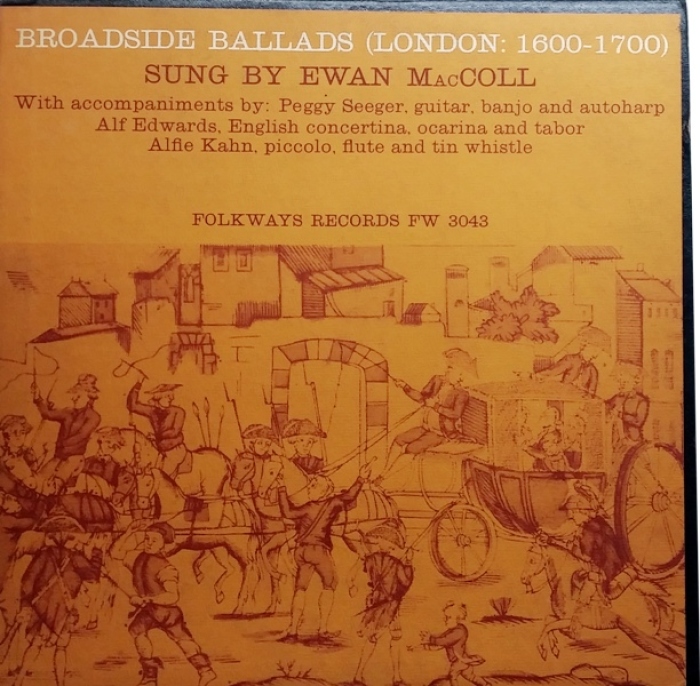 BROADSIDE BALLADS (LONDON: 1600-1700)
SUNG BY EWAN MacCOLL
With accompaniments by: Peggy Seeger, guitar, banjo and autoharp
Alf Edwards, English concertina, ocarina and tabor
Alfie Kahn, piccolo, flute and tin whistle
FOLKWAYS RECORDS FW 3043